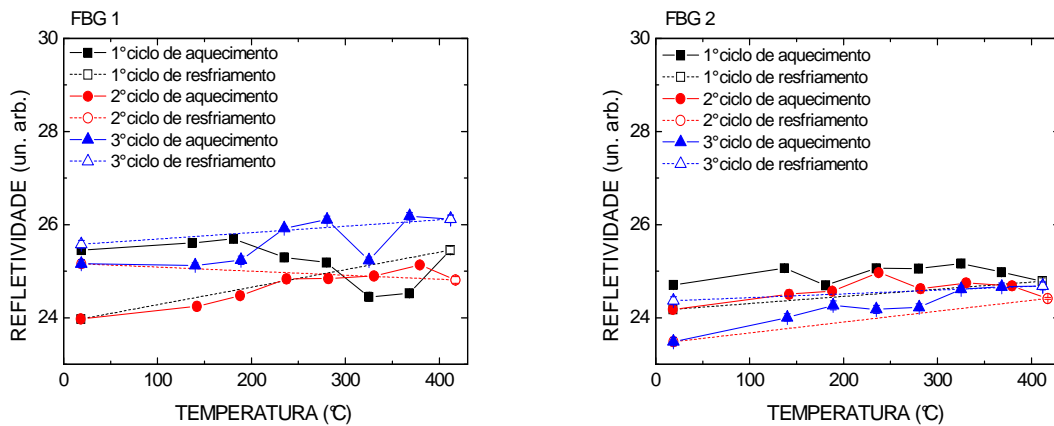 FBG 1
30
28
26
24
REFLETIVIDADE (un. arb.)
1°ciclo de aquecimento
1°ciclo de resfriamento
2°ciclo de aquecimento
2°ciclo de resfriamento
3°ciclo de aquecimento
3°ciclo de resfriamento
0 100 200 300 400
TEMPERATURA (°C)
FBG 2
30
28
26
24
REFLETIVIDADE (un. arb.)
1°ciclo de aquecimento
1°ciclo de resfriamento
2°ciclo de aquecimento
2°ciclo de resfriamento
3°ciclo de aquecimento
3°ciclo de resfriamento
0 100 200 300 400
TEMPERATURA (°C)